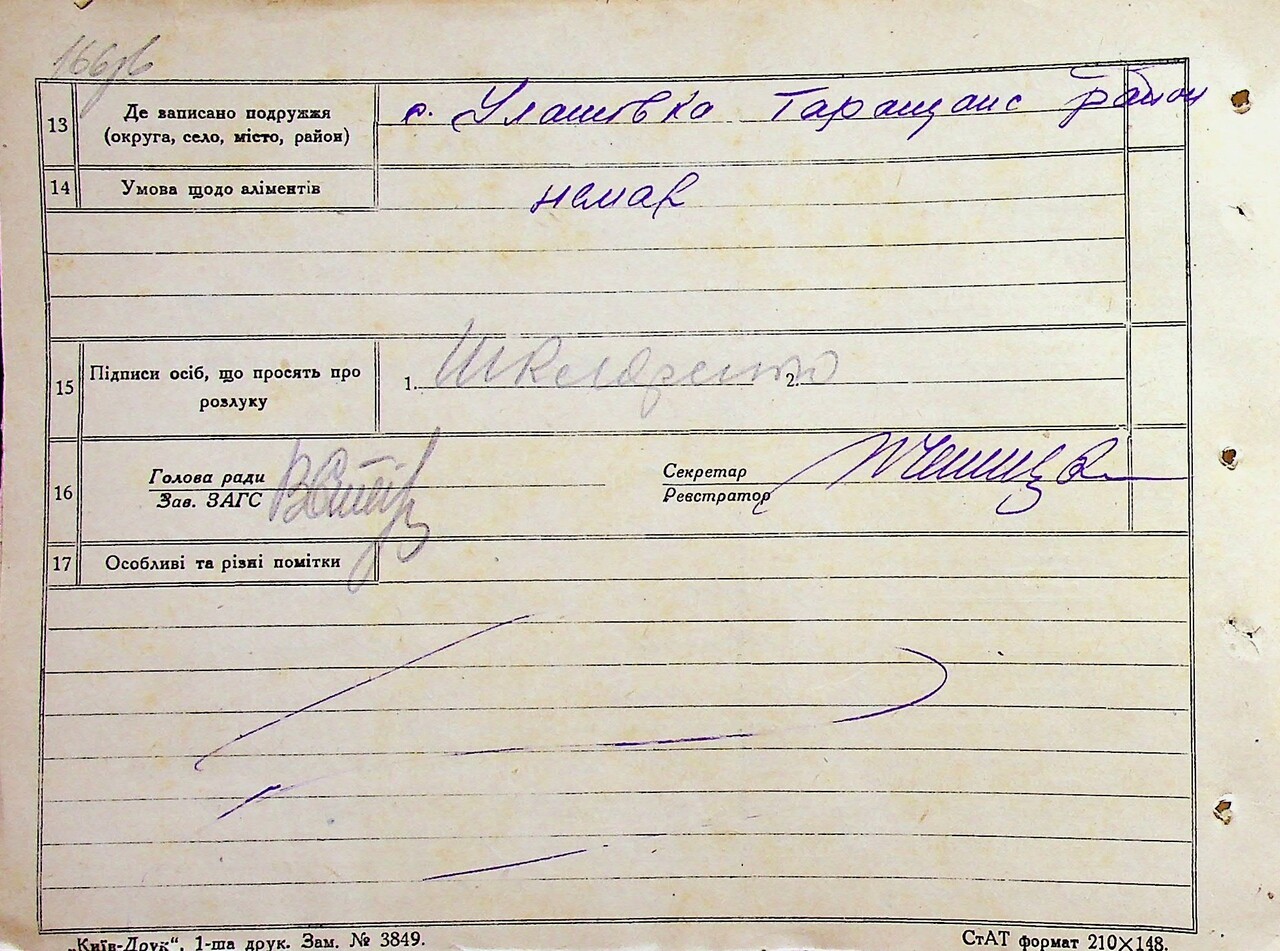 166зв
13 Де записано подружжя (округа, село, місто, район) с. Улашівка Таращанс район
14 Умова щодо аліментів немає
15 Підписи осіб, що просять про розлуку 1. Шкляренко 2.
16 Голова ради Секретар
Зав. ЗАГС Реєстратор
17 Особливі та різні помітки
„Київ-Друк“, 1-ша друк. Зам. № 3849. СтАТ формат 210×148.